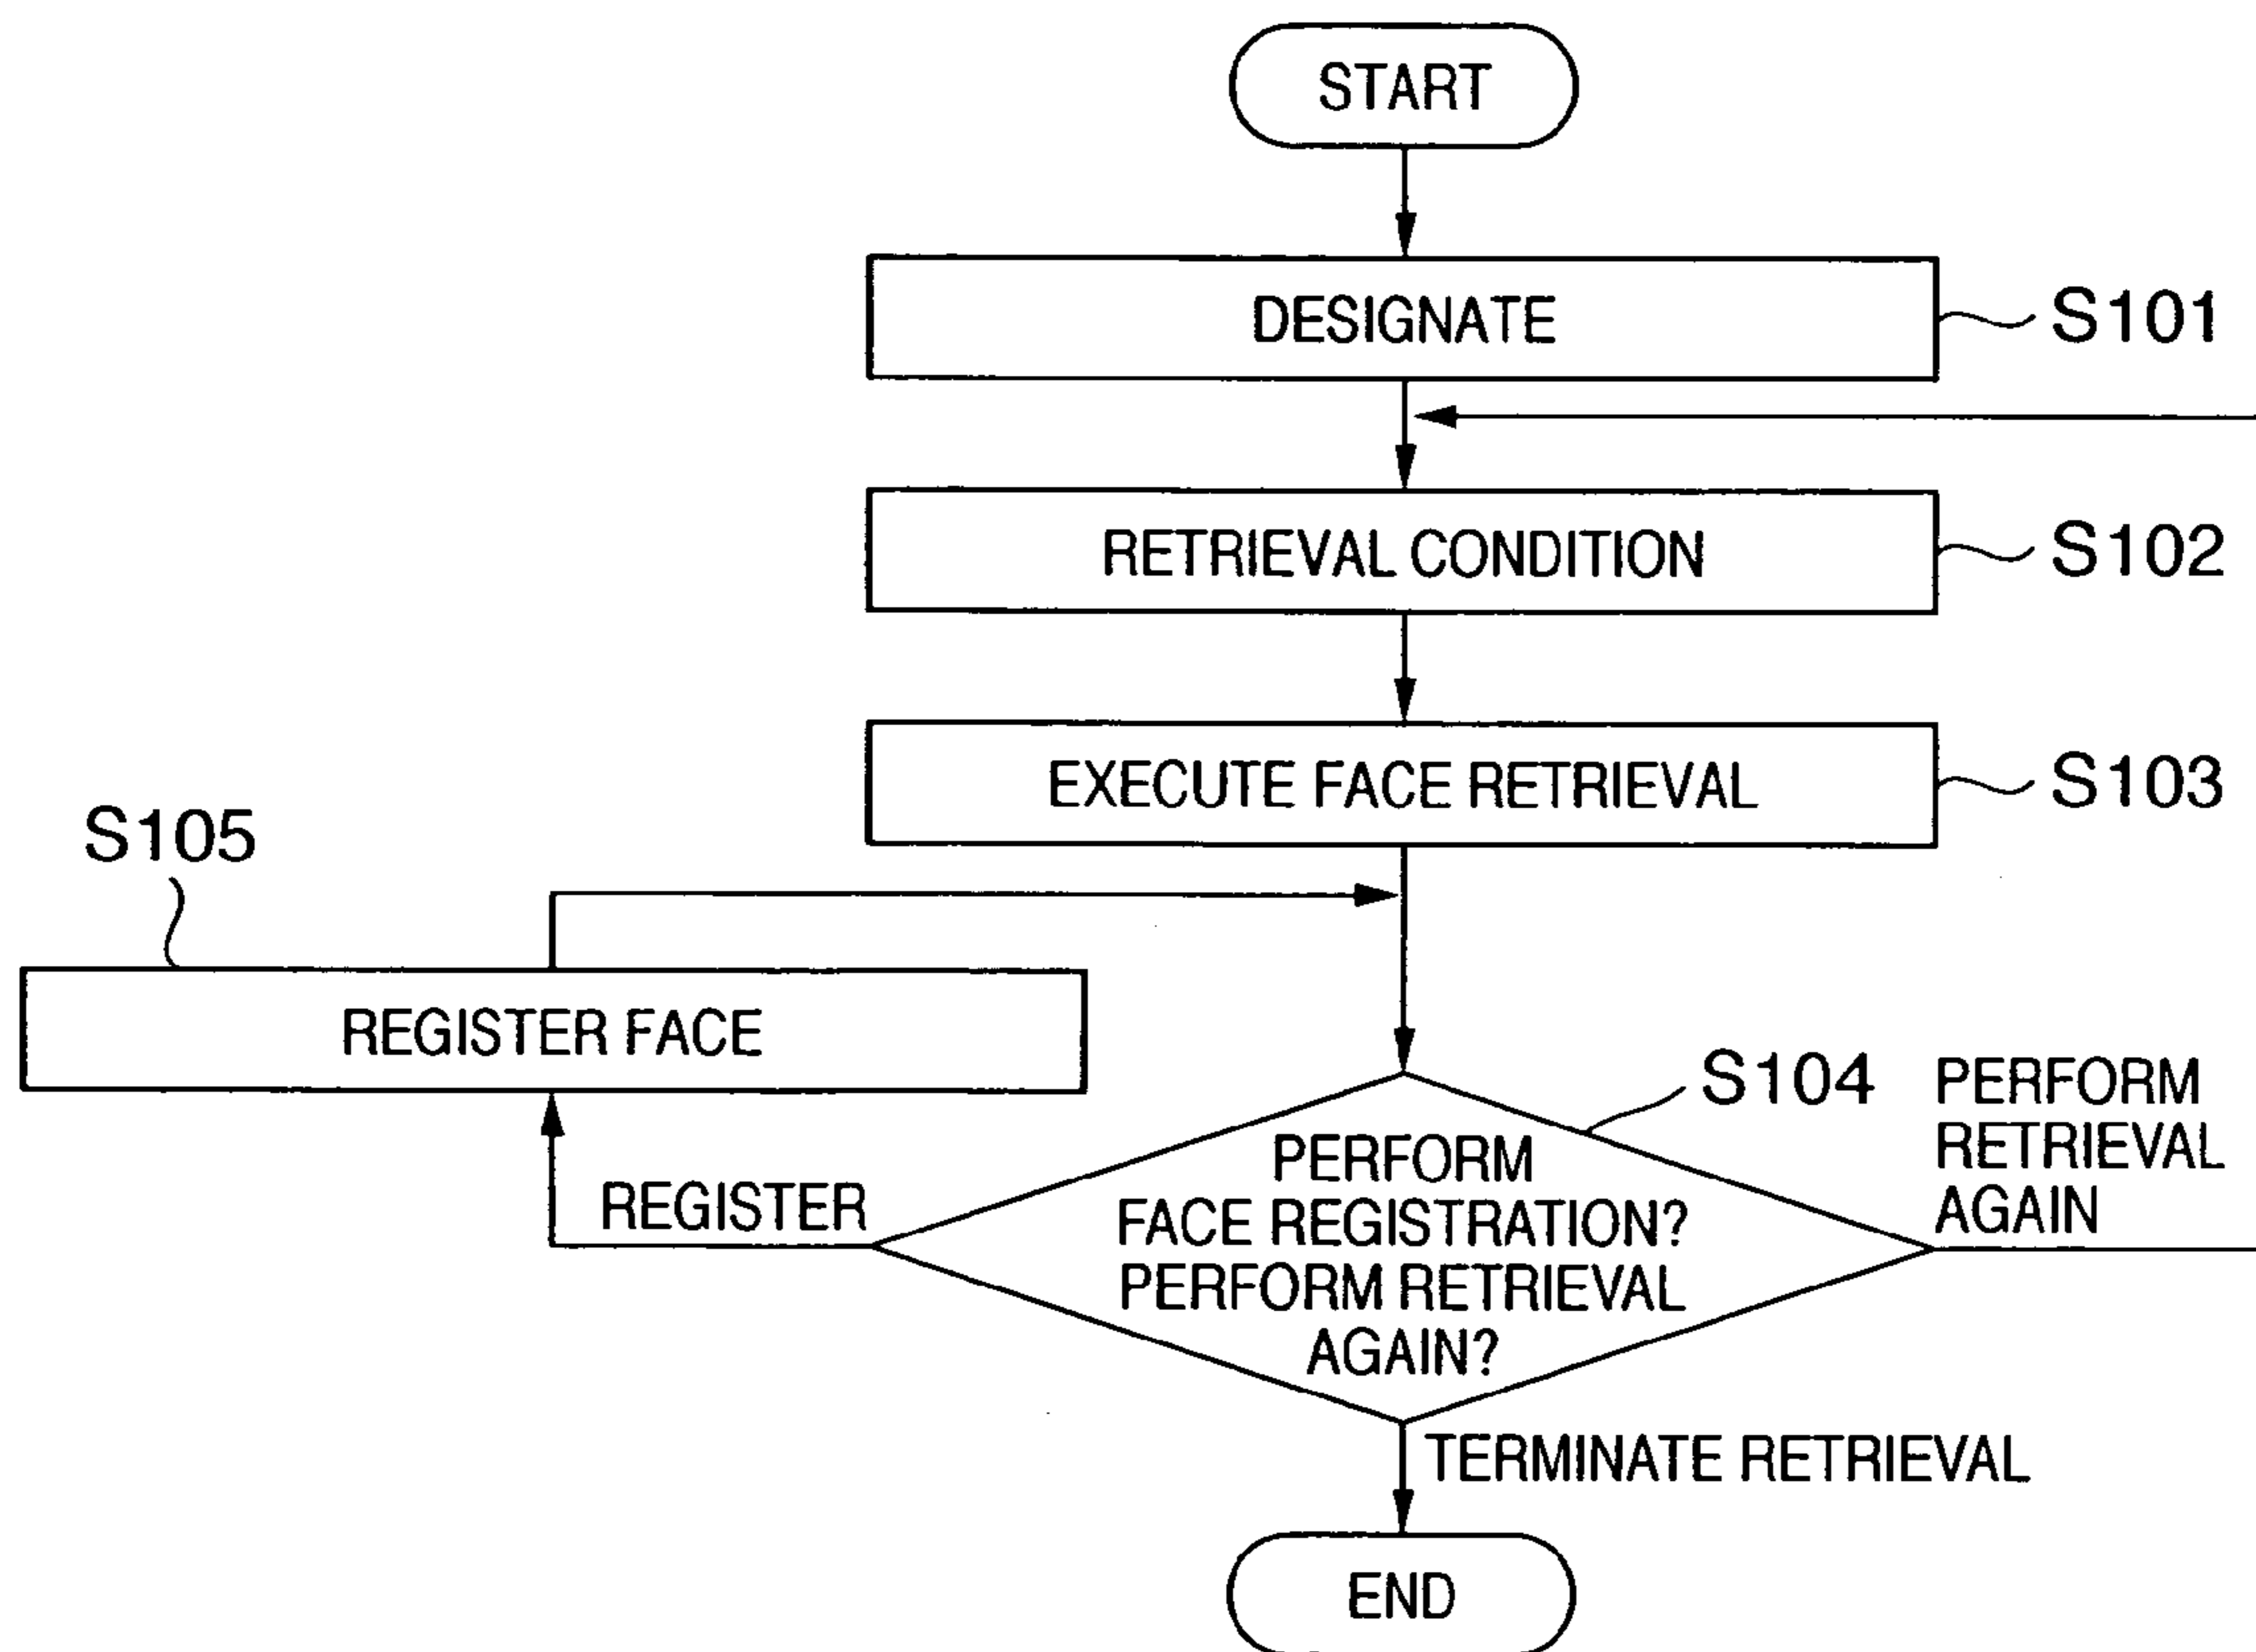 START
DESIGNATE
S101
RETRIEVAL CONDITION
S102
EXECUTE FACE RETRIEVAL
S103
S105
REGISTER FACE
S104
PERFORM
RETRIEVAL
AGAIN
REGISTER
PERFORM
FACE REGISTRATION?
PERFORM RETRIEVAL
AGAIN?
TERMINATE RETRIEVAL
END